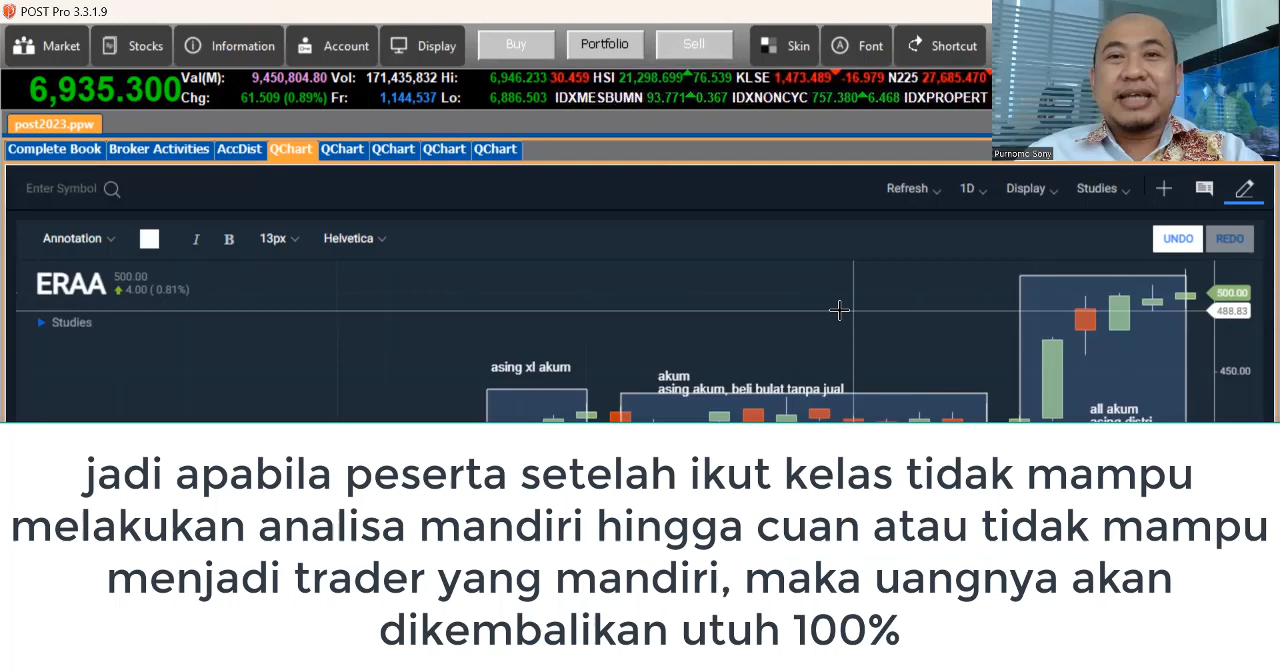 POST Pro 3.3.1.9
Market Stocks Information Account Display Buy Portfolio Sell Skin Font Shortcut
6,935.300 Val(M): 9,450,804.80 Vol: 171,435,832 Hi: 6,946.233 30.459 HSI 21,298.699 76.539 KLSE 1,473.489 -16.979 N225 27,685.470
Chg: 61.509 (0.89%) Fr: 1,144,537 Lo: 6,886.503 IDXMESBUMN 93.771 0.367 IDXNONCYC 757.380 6.468 IDXPROPERT
post2023.ppw
Complete Book Broker Activities AccDist QChart QChart QChart QChart QChart
Purnomo Sony
Enter Symbol Refresh 1D Display Studies
Annotation I B 13px Helvetica UNDO REDO
ERAA 500.00
4.00 ( 0.81%)
500.00
488.83
Studies
asing xl akum
akum
asing akum, beli bulat tanpa jual
450.00
all akum
asing distri
jadi apabila peserta setelah ikut kelas tidak mampu
melakukan analisa mandiri hingga cuan atau tidak mampu
menjadi trader yang mandiri, maka uangnya akan
dikembalikan utuh 100%